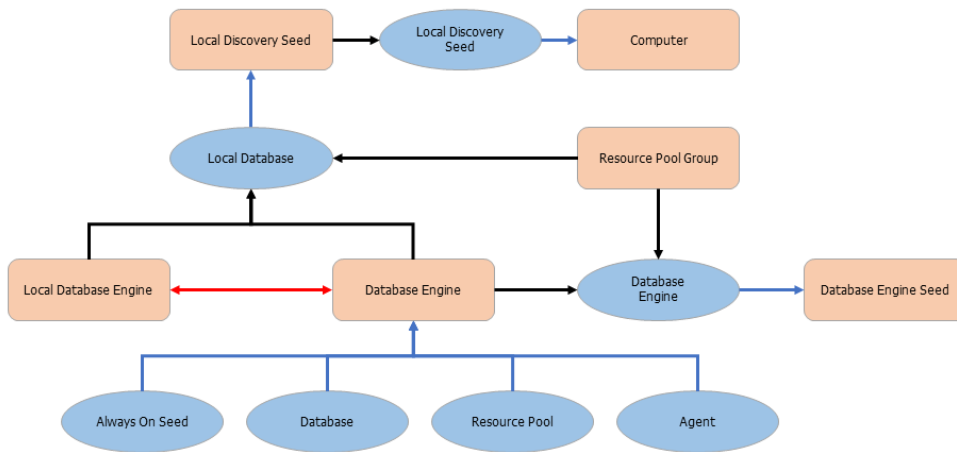 Local Discovery Seed
Local Discovery
Seed
Computer
Local Database
Resource Pool Group
Local Database Engine
Database Engine
Database
Engine
Database Engine Seed
Always On Seed
Database
Resource Pool
Agent